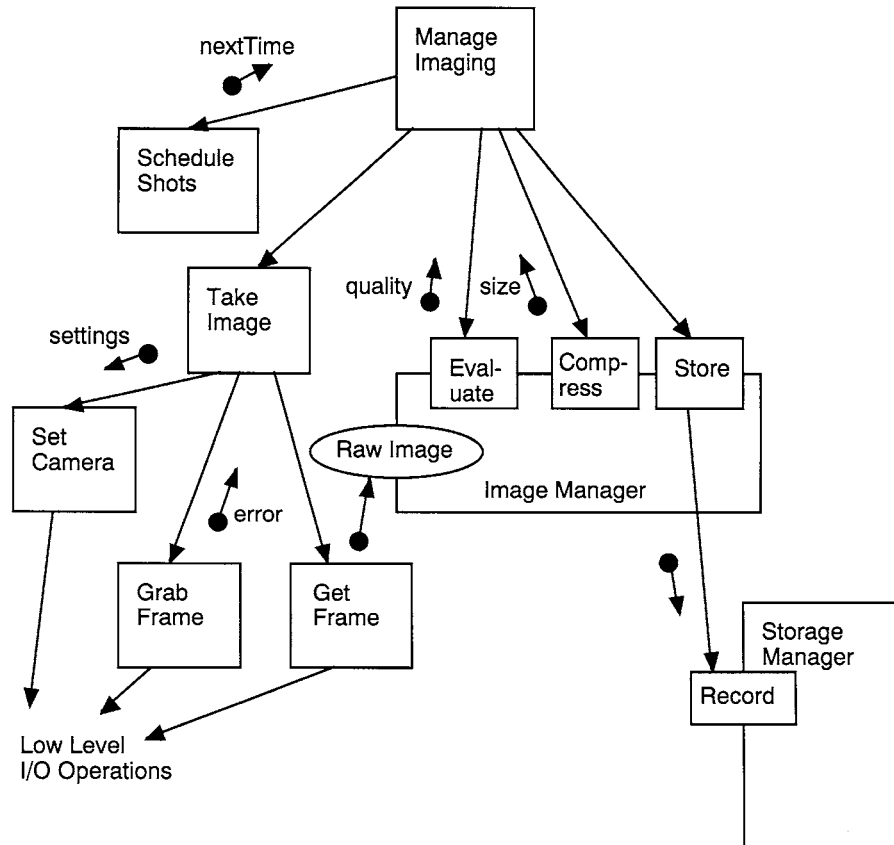 nextTime
Manage
Imaging
Schedule
Shots
Take
Image
quality
size
settings
Eval-
uate
Comp-
ress
Store
Set
Camera
Raw Image
Image Manager
error
Grab
Frame
Get
Frame
Storage
Manager
Record
Low Level
I/O Operations